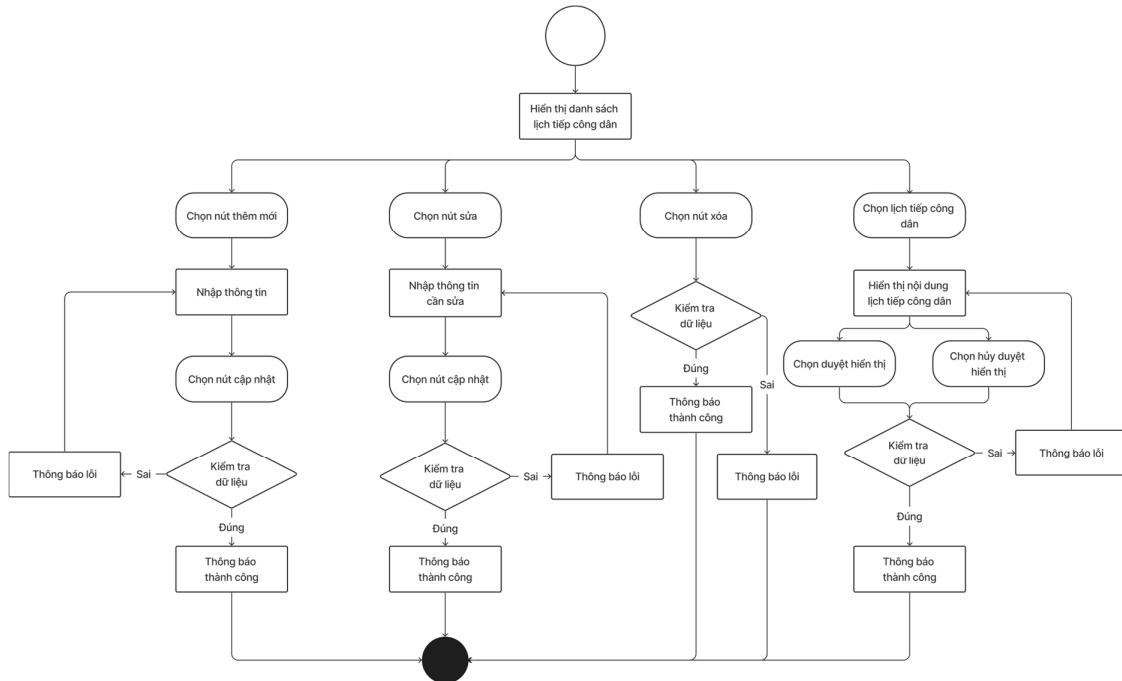 Hiển thị danh sách
lịch tiếp công dân
Chọn nút thêm mới
Chọn nút sửa
Chọn nút xóa
Chọn lịch tiếp công
dân
Nhập thông tin
Nhập thông tin
cần sửa
Kiểm tra
dữ liệu
Hiển thị nội dung
lịch tiếp công dân
Chọn nút cập nhật
Chọn nút cập nhật
Đúng
Sai
Chọn duyệt hiển thị
Chọn hủy duyệt
hiển thị
Thông báo
thành công
Thông báo lỗi
Sai
Kiểm tra
dữ liệu
Kiểm tra
dữ liệu
Sai
Thông báo lỗi
Thông báo lỗi
Kiểm tra
dữ liệu
Sai
Thông báo lỗi
Đúng
Đúng
Đúng
Thông báo
thành công
Thông báo
thành công
Thông báo
thành công